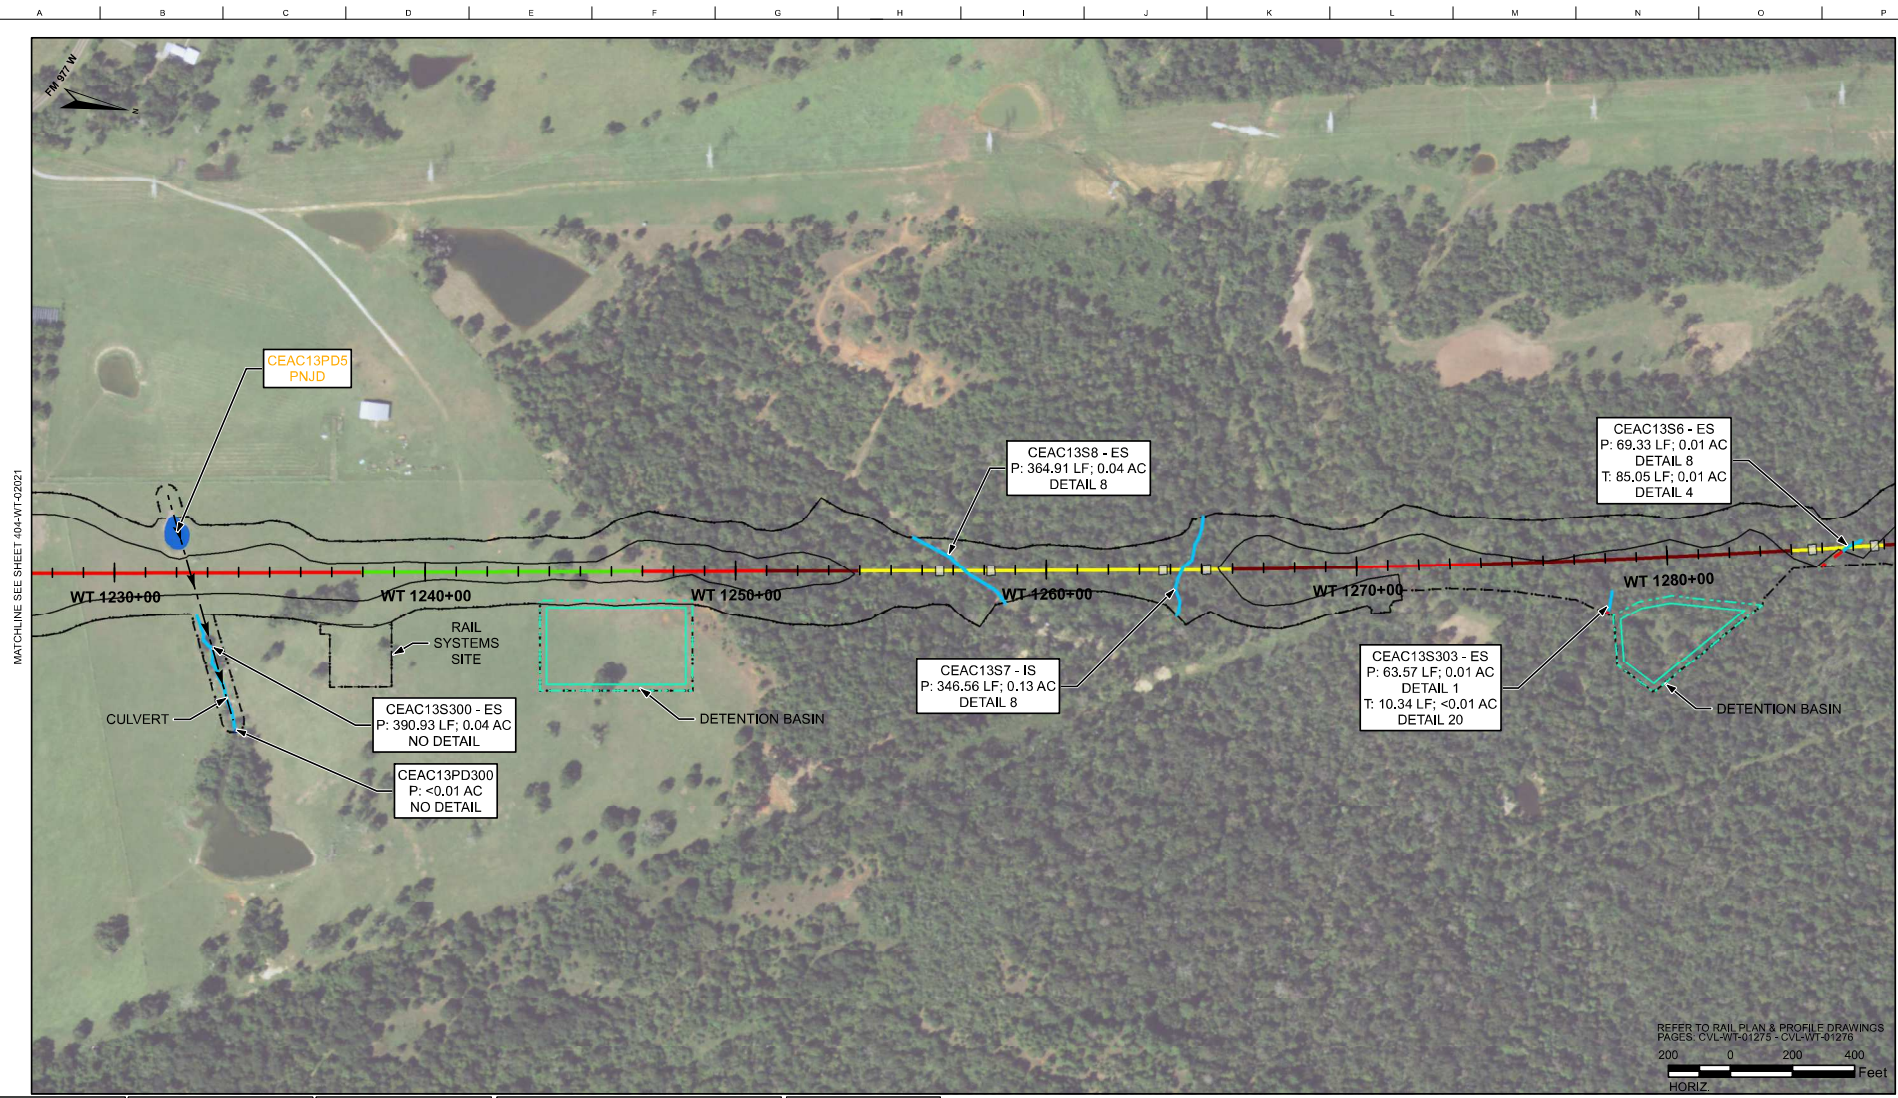 A B C D E F G H I J K L M N O P
FM 977 W
N
MATCHLINE SEE SHEET 404-WT-02021
CEAC13PD5
PNJD
CEAC13S8 - ES
P: 364.91 LF; 0.04 AC
DETAIL 8
CEAC13S6 - ES
P: 69.33 LF; 0.01 AC
DETAIL 8
T: 85.05 LF; 0.01 AC
DETAIL 4
WT 1230+00
WT 1240+00
WT 1250+00
WT 1260+00
WT 1270+00
WT 1280+00
RAIL
SYSTEMS
SITE
CEAC13S7 - IS
P: 346.56 LF; 0.13 AC
DETAIL 8
CEAC13S303 - ES
P: 63.57 LF; 0.01 AC
DETAIL 1
T: 10.34 LF; <0.01 AC
DETAIL 20
CULVERT
CEAC13S300 - ES
P: 390.93 LF; 0.04 AC
NO DETAIL
DETENTION BASIN
DETENTION BASIN
CEAC13PD300
P: <0.01 AC
NO DETAIL
REFER TO RAIL PLAN & PROFILE DRAWINGS
PAGES: CVL-WT-01275 - CVL-WT-01276
200 0 200 400
Feet
HORIZ.